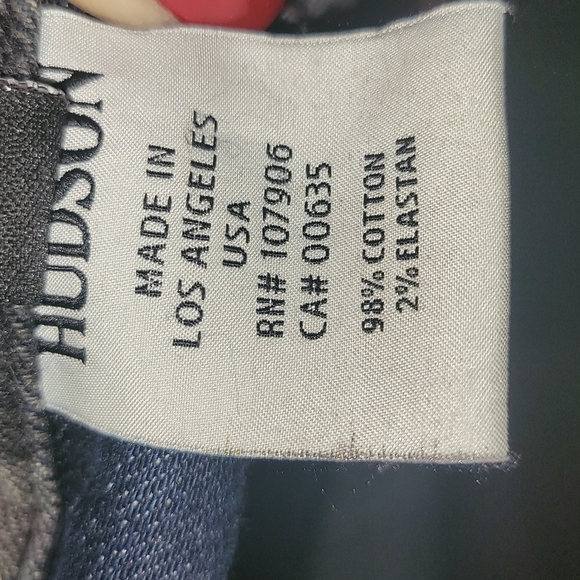 HUDSON
MADE IN
LOS ANGELES
USA
RN# 107906
CA# 00635
98% COTTON
2% ELASTAN